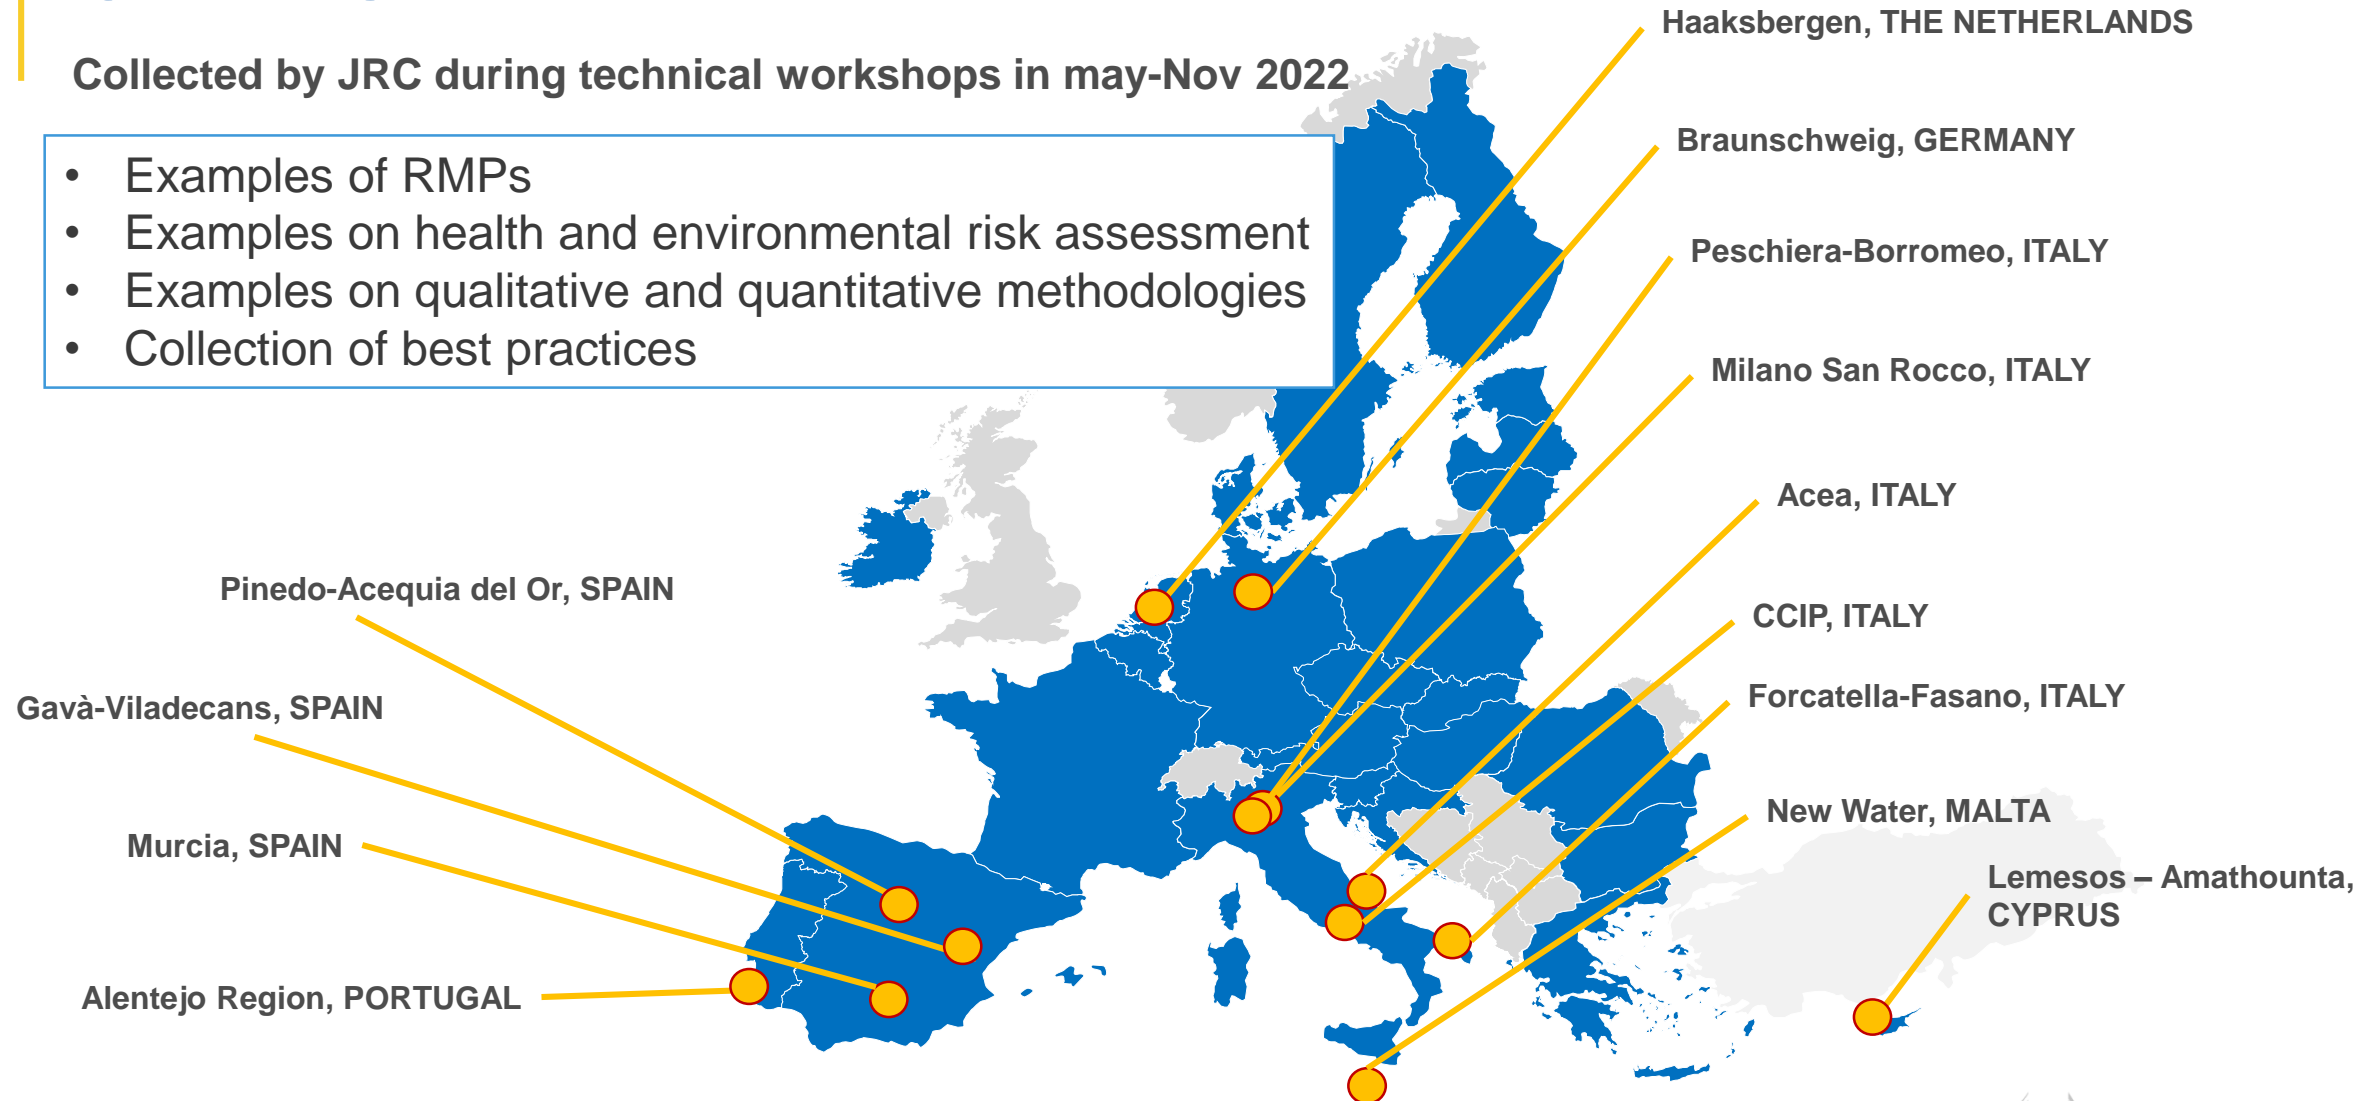 Collected by JRC during technical workshops in may-Nov 2022
• Examples of RMPs
• Examples on health and environmental risk assessment
• Examples on qualitative and quantitative methodologies
• Collection of best practices
Haaksbergen, THE NETHERLANDS
Braunschweig, GERMANY
Peschiera-Borromeo, ITALY
Milano San Rocco, ITALY
Acea, ITALY
CCIP, ITALY
Forcatella-Fasano, ITALY
New Water, MALTA
Lemesos – Amathounta,
CYPRUS
Pinedo-Acequia del Or, SPAIN
Gavà-Viladecans, SPAIN
Murcia, SPAIN
Alentejo Region, PORTUGAL